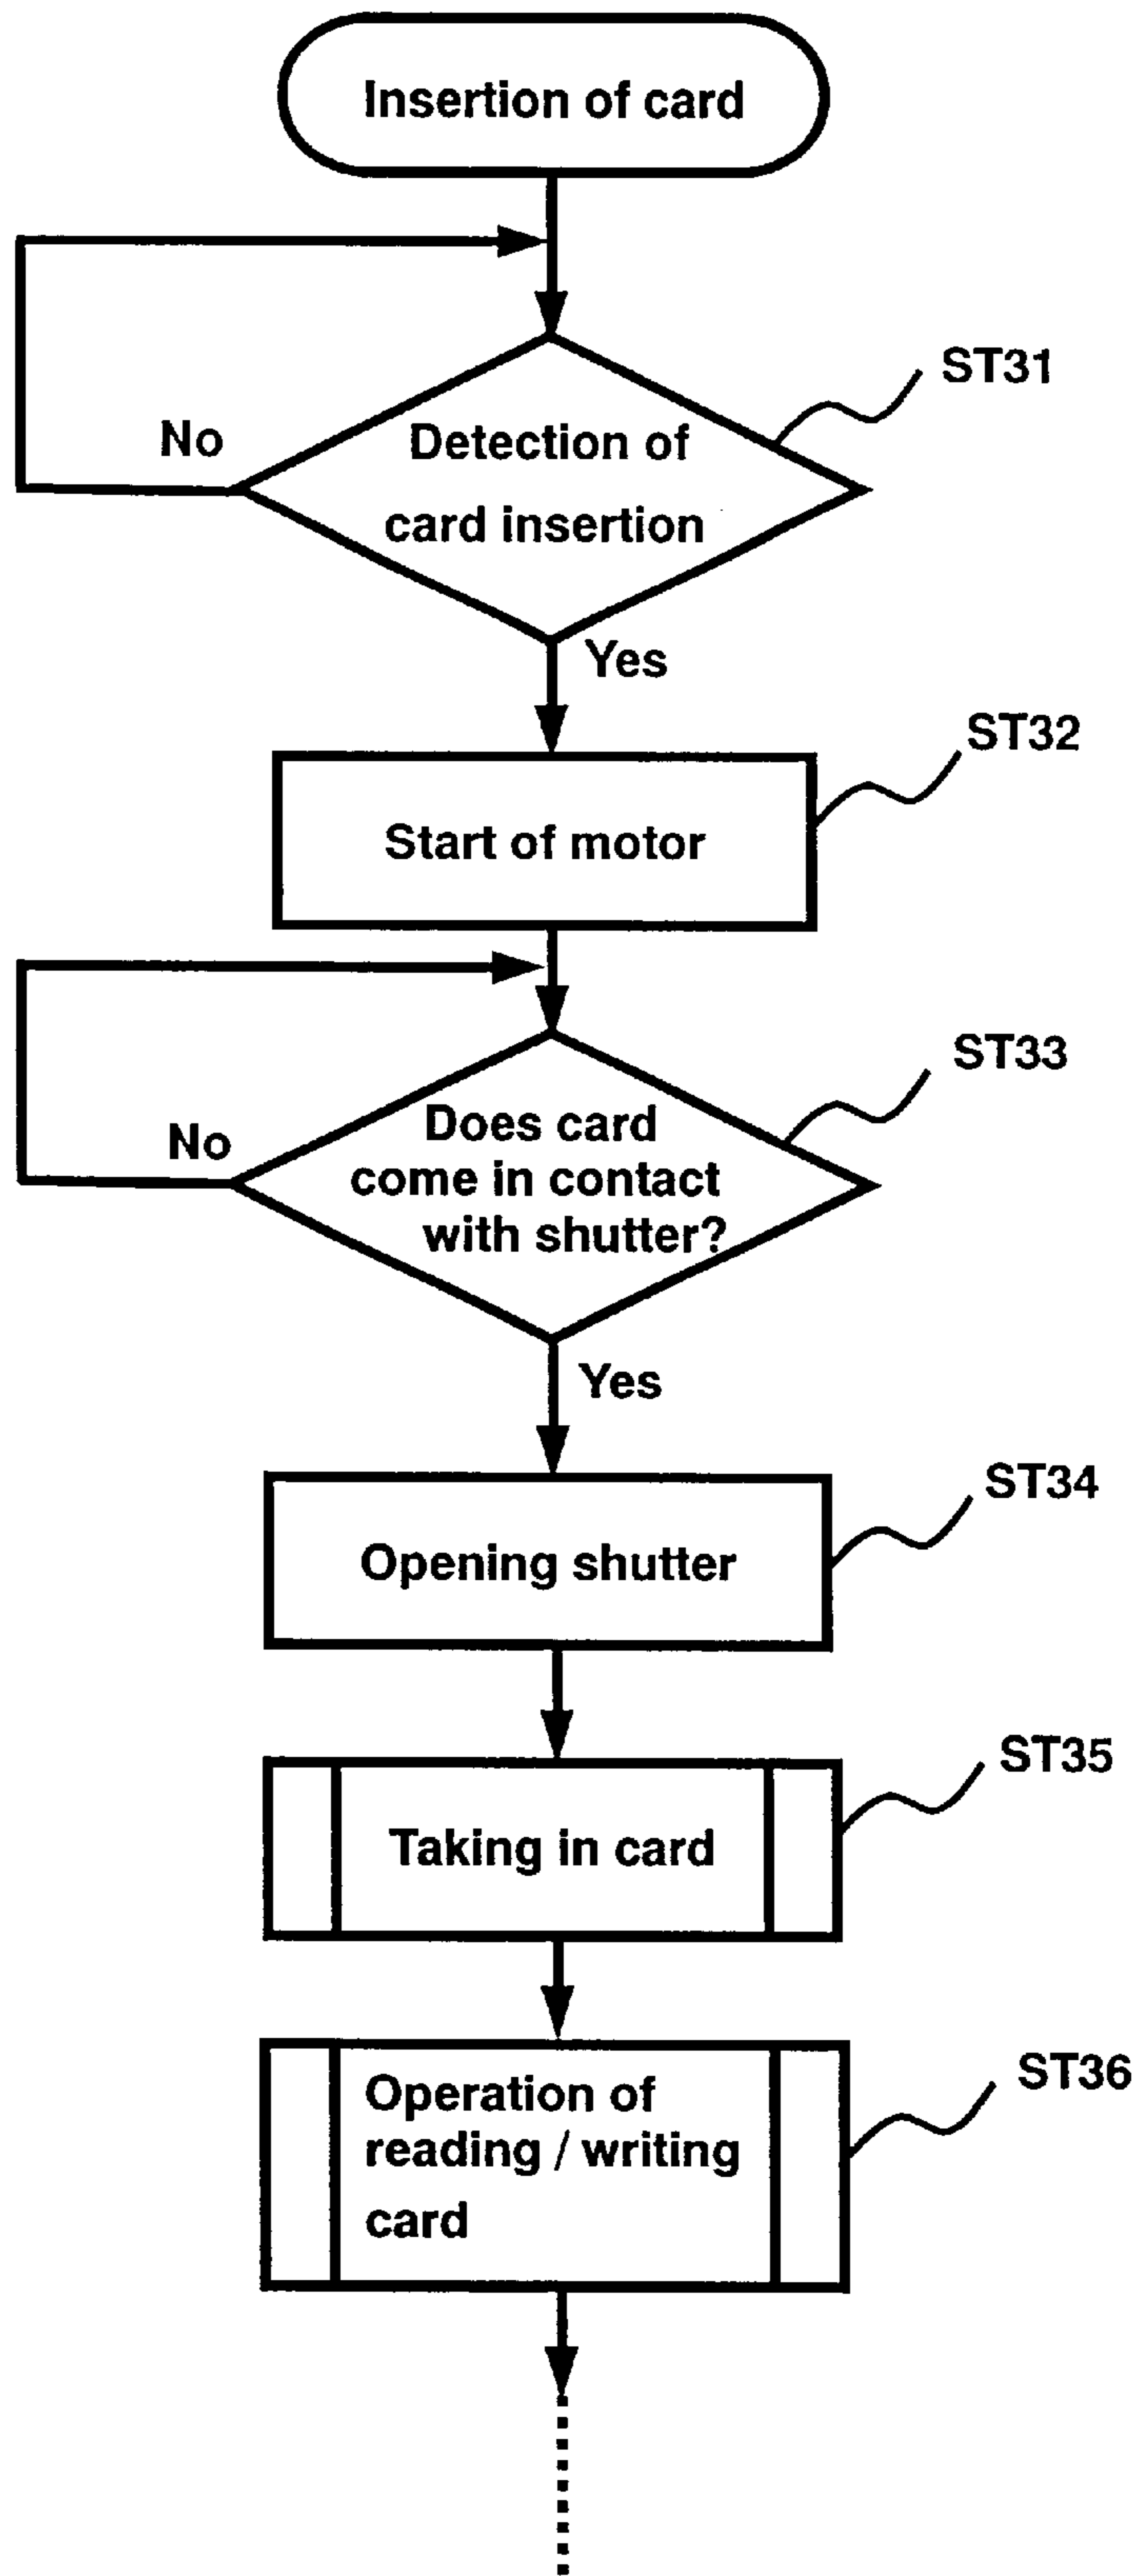 Insertion of card
ST31
No
Detection of
card insertion
Yes
ST32
Start of motor
ST33
No
Does card
come in contact
with shutter?
Yes
ST34
Opening shutter
ST35
Taking in card
ST36
Operation of
reading / writing
card